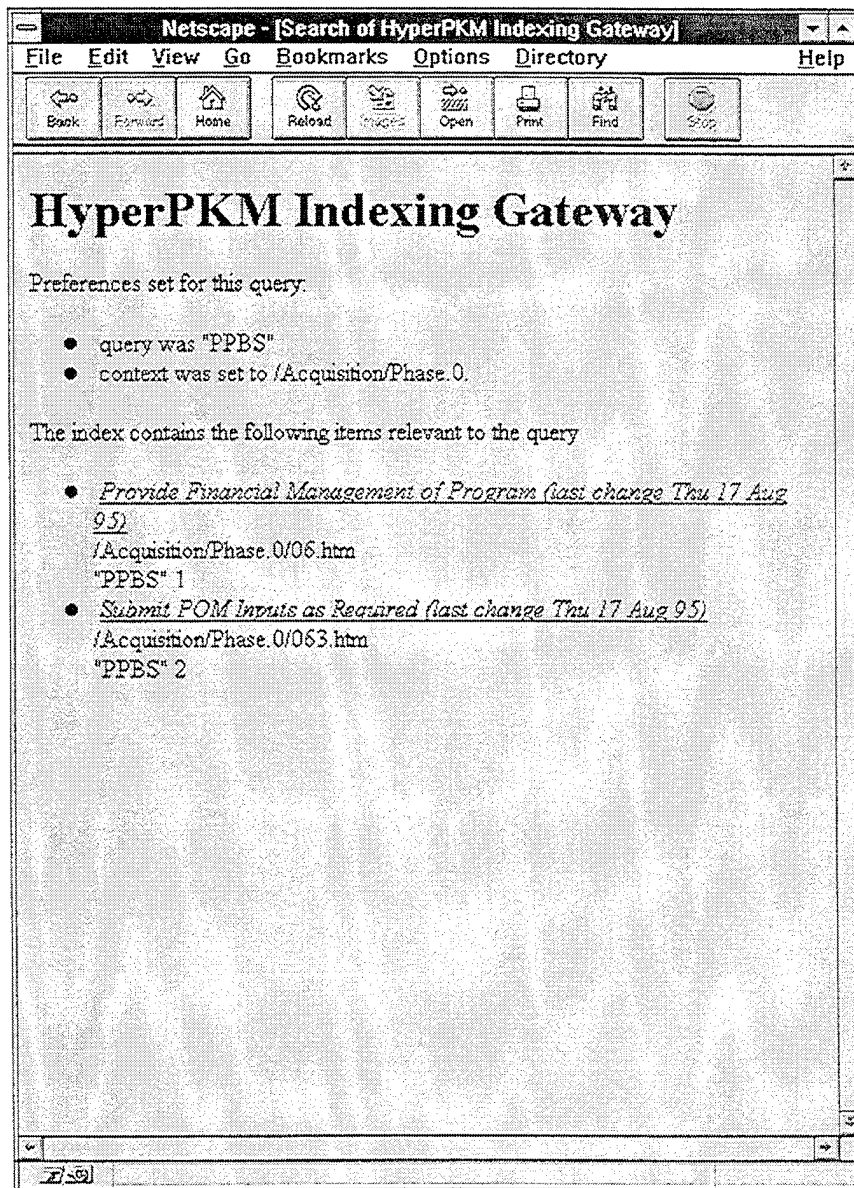 Netscape - [Search of HyperPKM Indexing Gateway]
File Edit View Go Bookmarks Options Directory Help
Back Forward Home Reload Images Open Print Find Stop
HyperPKM Indexing Gateway
Preferences set for this query:
● query was "PPBS"
● context was set to /Acquisition/Phase.0.
The index contains the following items relevant to the query
● Provide Financial Management of Program (last change Thu 17 Aug
95)
/Acquisition/Phase.0/06.htm
"PPBS" 1
● Submit POM Inputs as Required (last change Thu 17 Aug 95)
/Acquisition/Phase.0/063.htm
"PPBS" 2